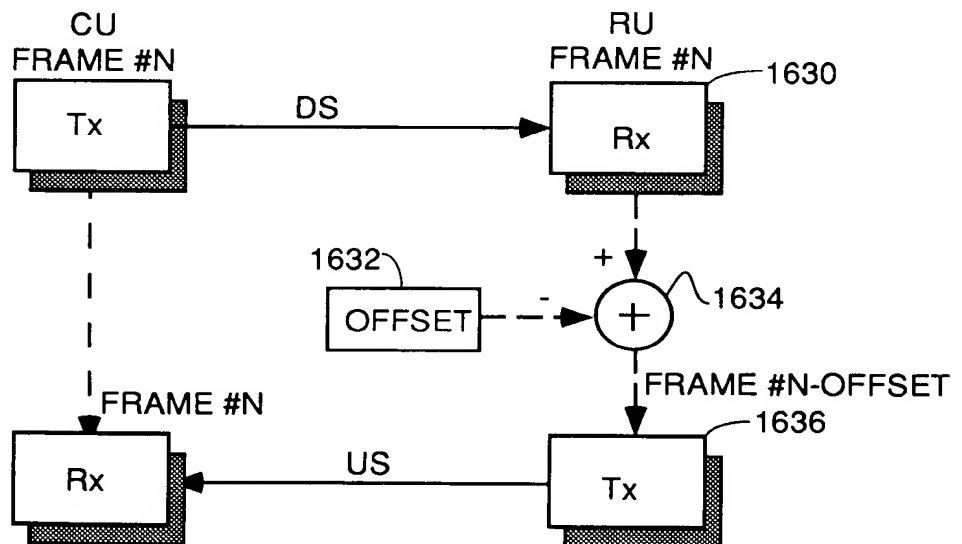 CU
FRAME #N
RU
FRAME #N
1630
Tx
DS
Rx
1632
+
-
1634
OFFSET
+
FRAME #N-OFFSET
FRAME #N
1636
Rx
US
Tx